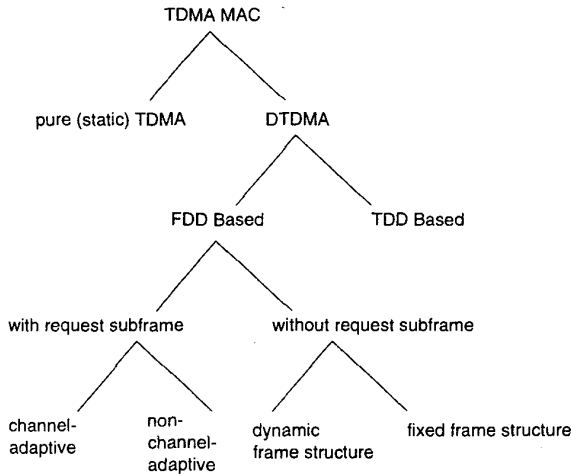 TDMA MAC
pure (static) TDMA
DTDMA
FDD Based
TDD Based
with request subframe
without request subframe
channel-
adaptive
non-
channel-
adaptive
dynamic
frame structure
fixed frame structure